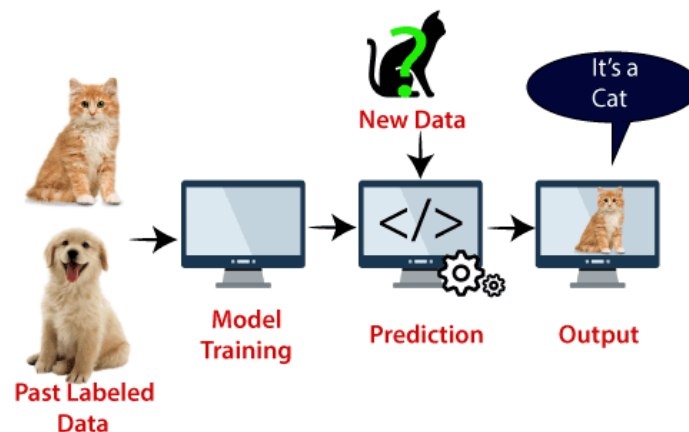 It's a
Cat
?
New Data
</>
Model
Training
Prediction
Output
Past Labeled
Data